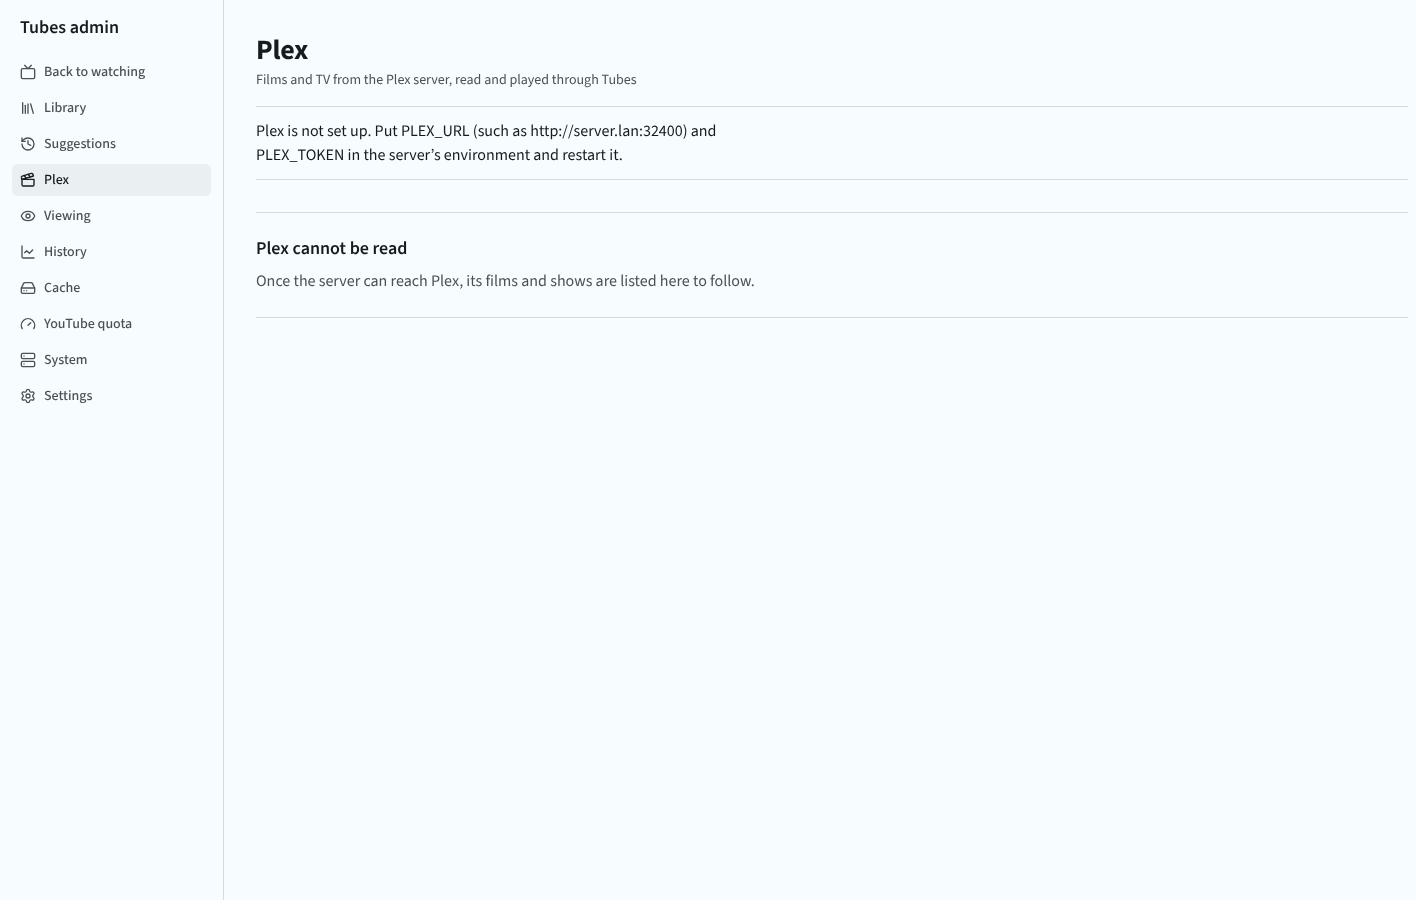 Tubes admin
Back to watching
Library
Suggestions
Plex
Viewing
History
Cache
YouTube quota
System
Settings
Plex
Films and TV from the Plex server, read and played through Tubes
Plex is not set up. Put PLEX_URL (such as http://server.lan:32400) and
PLEX_TOKEN in the server’s environment and restart it.
Plex cannot be read
Once the server can reach Plex, its films and shows are listed here to follow.